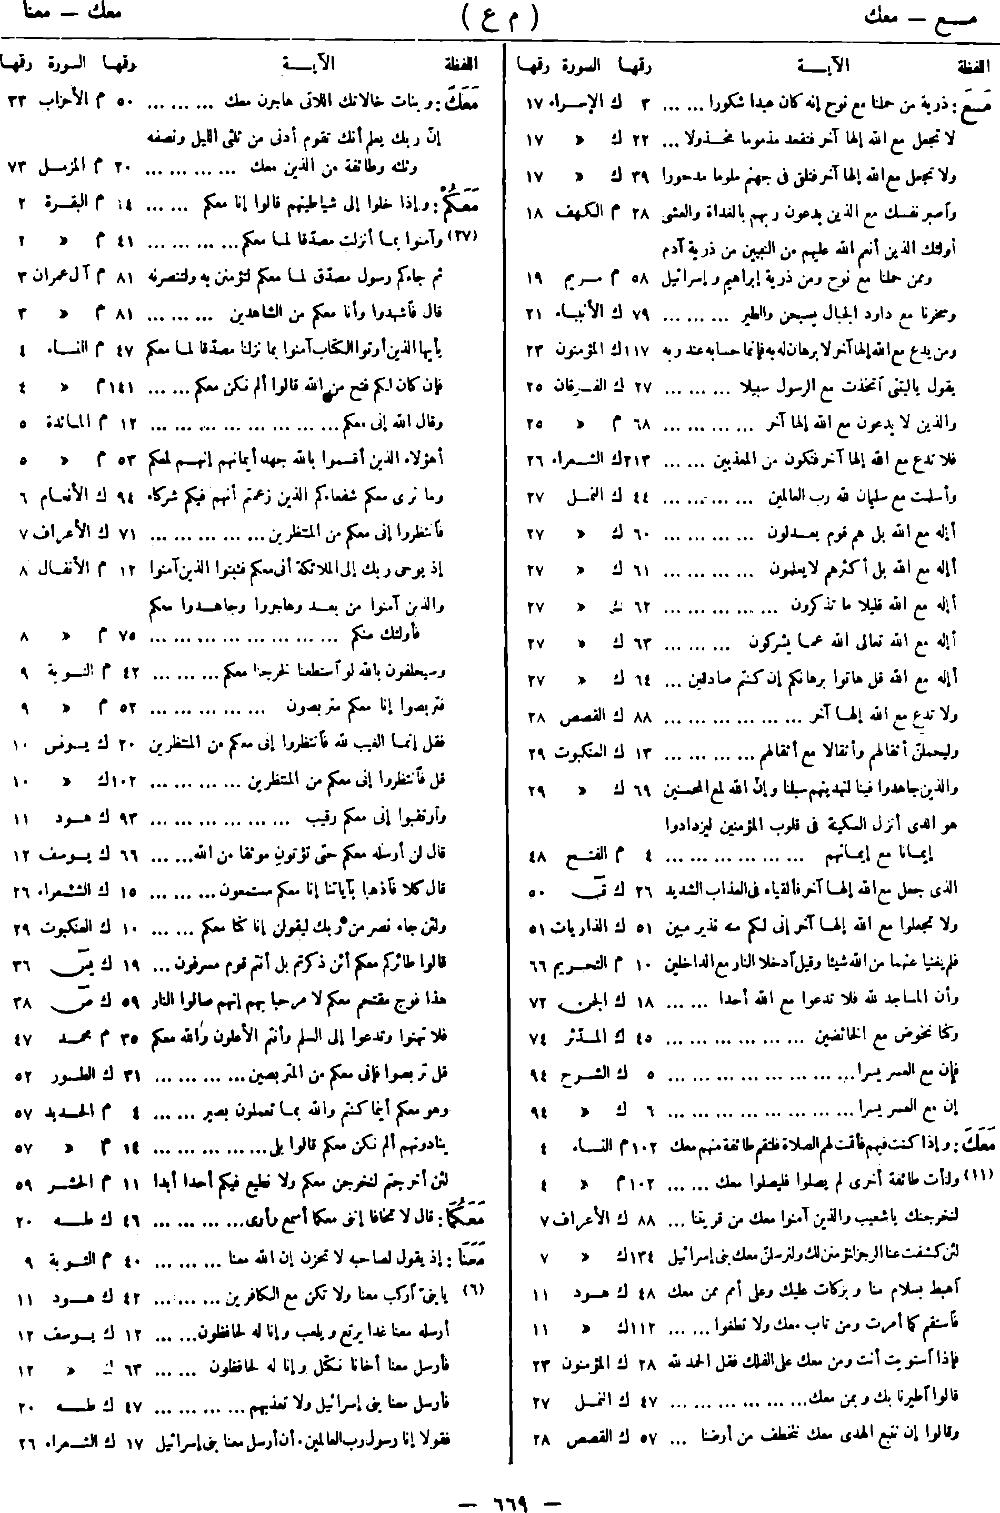 مـــع — معك
( م ع )
معك — معنا
اللفظة الآيـــة رقمها السورة رقمها
مَعَ : ذرية من حملنا مع نوح إنه كان عبدا شكورا ... ... ٣ ك الإسراء ١٧
لا تجعل مع الله إلها آخر فتقعد مذموما مخذولا ... ٢٢ ك » ١٧
ولا تجعل مع الله إلها آخر فتلقى فى جهنم ملوما مدحورا ٣٩ ك » ١٧
وٱصبر نفسك مع الذين يدعون ربهم بالغداة والعشى ٢٨ م الكهف ١٨
أولئك الذين أنعم الله عليهم من النبيين من ذرية آدم
وممن حملنا مع نوح ومن ذرية إبراهيم وإسرائيل ٥٨ م مريم ١٩
وسخرنا مع داود الجبال يسبحن والطير ... ... ... ٧٩ ك الأنبياء ٢١
ومن يدع مع الله إلها آخر لا برهان له به فإنما حسابه عند ربه ١١٧ ك المؤمنون ٢٣
يقول ياليتنى ٱتخذت مع الرسول سبيلا ... ... ... ٢٧ ك الفرقان ٢٥
والذين لا يدعون مع الله إلها آخر ... ... ... ... ٦٨ م » ٢٥
فلا تدع مع الله إلها آخر فتكون من المعذبين ... ... ٢١٣ك الشعراء ٢٦
وأسلمت مع سليمان لله رب العالمين ... ... ... ... ٤٤ ك النمل ٢٧
أإله مع الله بل هم قوم يعدلون ... ... ... ... ٦٠ ك » ٢٧
أإله مع الله بل أكثرهم لا يعلمون ... ... ... ... ٦١ ك » ٢٧
أإله مع الله قليلا ما تذكرون ... ... ... ... ... ٦٢ ك » ٢٧
أإله مع الله تعالى الله عما يشركون ... ... ... ... ٦٣ ك » ٢٧
أإله مع الله قل هاتوا برهانكم إن كنتم صادقين ... ... ٦٤ ك » ٢٧
ولا تدع مع الله إلها آخر ... ... ... ... ... ... ٨٨ ك القصص ٢٨
وليحملنّ أثقالهم وأثقالا مع أثقالهم ... ... ... ... ١٣ ك العنكبوت ٢٩
والذين جاهدوا فينا لنهدينهم سبلنا وإنّ الله لمع المحسنين ٦٩ ك » ٢٩
هو الذى أنزل السكينة فى قلوب المؤمنين ليزدادوا
إيمانا مع إيمانهم ... ... ... ... ... ... ... ٤ م الفتح ٤٨
الذى جعل مع الله إلها آخر فألقياه فى العذاب الشديد ٢٦ ك قٓ ٥٠
ولا تجعلوا مع الله إلها آخر إنى لكم منه نذير مبين ٥١ ك الذاريات ٥١
فلم يغنيا عنهما من الله شيئا وقيل ٱدخلا النار مع الداخلين ١٠ م التحريم ٦٦
وأن المساجد لله فلا تدعوا مع الله أحدا ... ... ١٨ ك الجن ٧٢
وكنا نخوض مع الخائضين ... ... ... ... ... ... ٤٥ ك المدّثر ٧٤
فإن مع العسر يسرا ... ... ... ... ... ... ... ٥ ك الشرح ٩٤
إن مع العسر يسرا ... ... ... ... ... ... ... ٦ ك » ٩٤
مَعَكَ : وإذا كنت فيهم فأقمت لهم الصلاة فلتقم طائفة منهم معك ١٠٢ م النساء ٤
(١١) ولتأت طائفة أخرى لم يصلوا فليصلوا معك ... ... ١٠٢م » ٤
لنخرجنك ياشعيب والذين آمنوا معك من قريتنا ... ٨٨ ك الأعراف ٧
لئن كشفت عنا الرجز لنؤمنن لك ولنرسلنّ معك بنى إسرائيل ١٣٤ك » ٧
ٱهبط بسلام منا وبركات عليك وعلى أمم ممن معك ٤٨ ك هود ١١
فٱستقم كما أمرت ومن تاب معك ولا تطغوا ... ... ١١٢ك » ١١
فإذا ٱستويت أنت ومن معك على الفلك فقل الحمد لله ٢٨ ك المؤمنون ٢٣
قالوا ٱطيرنا بك وبمن معك ... ... ... ... ... ... ٤٧ ك النمل ٢٧
وقالوا إن نتبع الهدى معك نتخطف من أرضنا ... ٥٧ ك القصص ٢٨
اللفظة الآيـــة رقمها السورة رقمها
مَعَكَ : وبنات خالاتك اللاتى هاجرن معك ... ... ... ٥٠ م الأحزاب ٣٣
إنّ ربك يعلم أنك تقوم أدنى من ثلثى الليل ونصفه
وثلثه وطائفة من الذين معك ... ... ... ... ٢٠ م المزمل ٧٣
مَعَكُمْ : وإذا خلوا إلى شياطينهم قالوا إنا معكم ... ... ١٤ م البقرة ٢
(٢٧) وآمنوا بما أنزلت مصدّقا لما معكم ... ... ... ... ٤١ م » ٢
ثم جاءكم رسول مصدّق لما معكم لتؤمنن به ولتنصرنه ٨١ م آل عمران ٣
قال فٱشهدوا وأنا معكم من الشاهدين ... ... ... ٨١ م » ٣
يأيها الذين أوتوا الكتاب آمنوا بما نزلنا مصدّقا لما معكم ٤٧ م النساء ٤
فإن كان لكم فتح من الله قالوا ألم نكن معكم ... ... ١٤١م » ٤
وقال الله إنى معكم ... ... ... ... ... ... ... ١٢ م المائدة ٥
أهؤلاء الذين أقسموا بالله جهد أيمانهم إنهم لمعكم ٥٣ م » ٥
وما نرى معكم شفعاءكم الذين زعمتم أنهم فيكم شركاء ٩٤ ك الأنعام ٦
فٱنتظروا إنى معكم من المنتظرين ... ... ... ... ... ٧١ ك الأعراف ٧
إذ يوحى ربك إلى الملائكة أنى معكم فثبتوا الذين آمنوا ١٢ م الأنفال ٨
والذين آمنوا من بعد وهاجروا وجاهدوا معكم
فأولئك منكم ... ... ... ... ... ... ... ... ٧٥ م » ٨
وسيحلفون بالله لو ٱستطعنا لخرجنا معكم ... ... ... ٤٢ م التوبة ٩
فتربصوا إنا معكم متربصون ... ... ... ... ... ٥٢ م » ٩
فقل إنما الغيب لله فٱنتظروا إنى معكم من المنتظرين ٢٠ ك يونس ١٠
قل فٱنتظروا إنى معكم من المنتظرين ... ... ... ... ١٠٢ك » ١٠
وٱرتقبوا إنى معكم رقيب ... ... ... ... ... ... ٩٣ ك هود ١١
قال لن أرسله معكم حتى تؤتون موثقا من الله ... ... ٦٦ ك يوسف ١٢
قال كلا فٱذهبا بآياتنا إنا معكم مستمعون ... ... ... ١٥ ك الشعراء ٢٦
ولئن جاء نصر من ربك ليقولن إنا كنا معكم ... ... ١٠ ك العنكبوت ٢٩
قالوا طائركم معكم أئن ذكرتم بل أنتم قوم مسرفون ... ١٩ ك يسٓ ٣٦
هذا فوج مقتحم معكم لا مرحبا بهم إنهم صالوا النار ٥٩ ك صٓ ٣٨
فلا تهنوا وتدعوا إلى السلم وأنتم الأعلون والله معكم ٣٥ م محمد ٤٧
قل تربصوا فإنى معكم من المتربصين ... ... ... ... ٣١ ك الطور ٥٢
وهو معكم أينما كنتم والله بما تعملون بصير ... ... ٤ م الحديد ٥٧
ينادونهم ألم نكن معكم قالوا بلى ... ... ... ... ... ١٤ م » ٥٧
لئن أخرجتم لنخرجن معكم ولا نطيع فيكم أحدا أبدا ١١ م الحشر ٥٩
مَعَكُمَا : قال لا تخافا إننى معكما أسمع وأرى ... ... ... ... ٤٦ ك طه ٢٠
مَعَنَا : إذ يقول لصاحبه لا تحزن إن الله معنا ... ... ... ٤٠ م التوبة ٩
(٦) يا بنىّ ٱركب معنا ولا تكن مع الكافرين ... ... ... ٤٢ ك هود ١١
أرسله معنا غدا يرتع ويلعب وإنا له لحافظون ... ... ١٢ ك يوسف ١٢
فأرسل معنا أخانا نكتل وإنا له لحافظون ... ... ٦٣ ك » ١٢
فأرسل معنا بنى إسرائيل ولا تعذبهم ... ... ... ... ٤٧ ك طه ٢٠
فقولا إنا رسول رب العالمين . أن أرسل معنا بنى إسرائيل ١٧ ك الشعراء ٢٦
— ٦٦٩ —